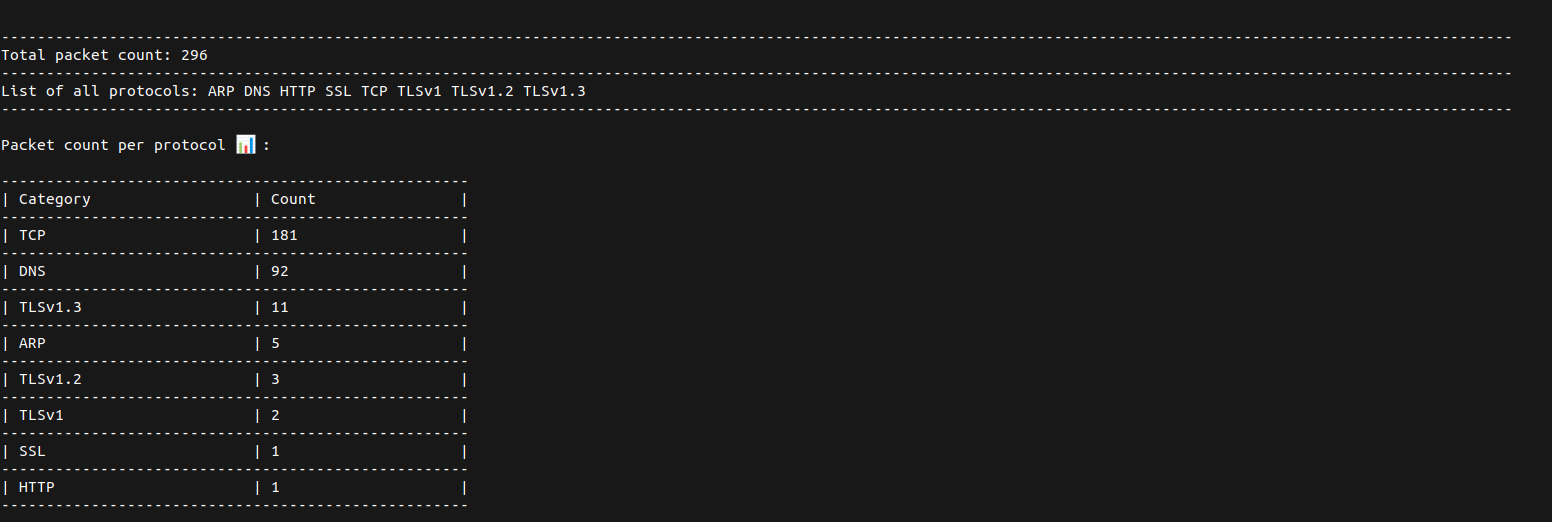 ------------------------------------------------------------------------------------------------------------------------------------------------------------------------
Total packet count: 296
------------------------------------------------------------------------------------------------------------------------------------------------------------------------
List of all protocols: ARP DNS HTTP SSL TCP TLSv1 TLSv1.2 TLSv1.3
------------------------------------------------------------------------------------------------------------------------------------------------------------------------
Packet count per protocol 📊 :
----------------------------------------------------
| Category                  | Count                |
----------------------------------------------------
| TCP                       | 181                  |
----------------------------------------------------
| DNS                       | 92                   |
----------------------------------------------------
| TLSv1.3                   | 11                   |
----------------------------------------------------
| ARP                       | 5                    |
----------------------------------------------------
| TLSv1.2                   | 3                    |
----------------------------------------------------
| TLSv1                     | 2                    |
----------------------------------------------------
| SSL                       | 1                    |
----------------------------------------------------
| HTTP                      | 1                    |
----------------------------------------------------